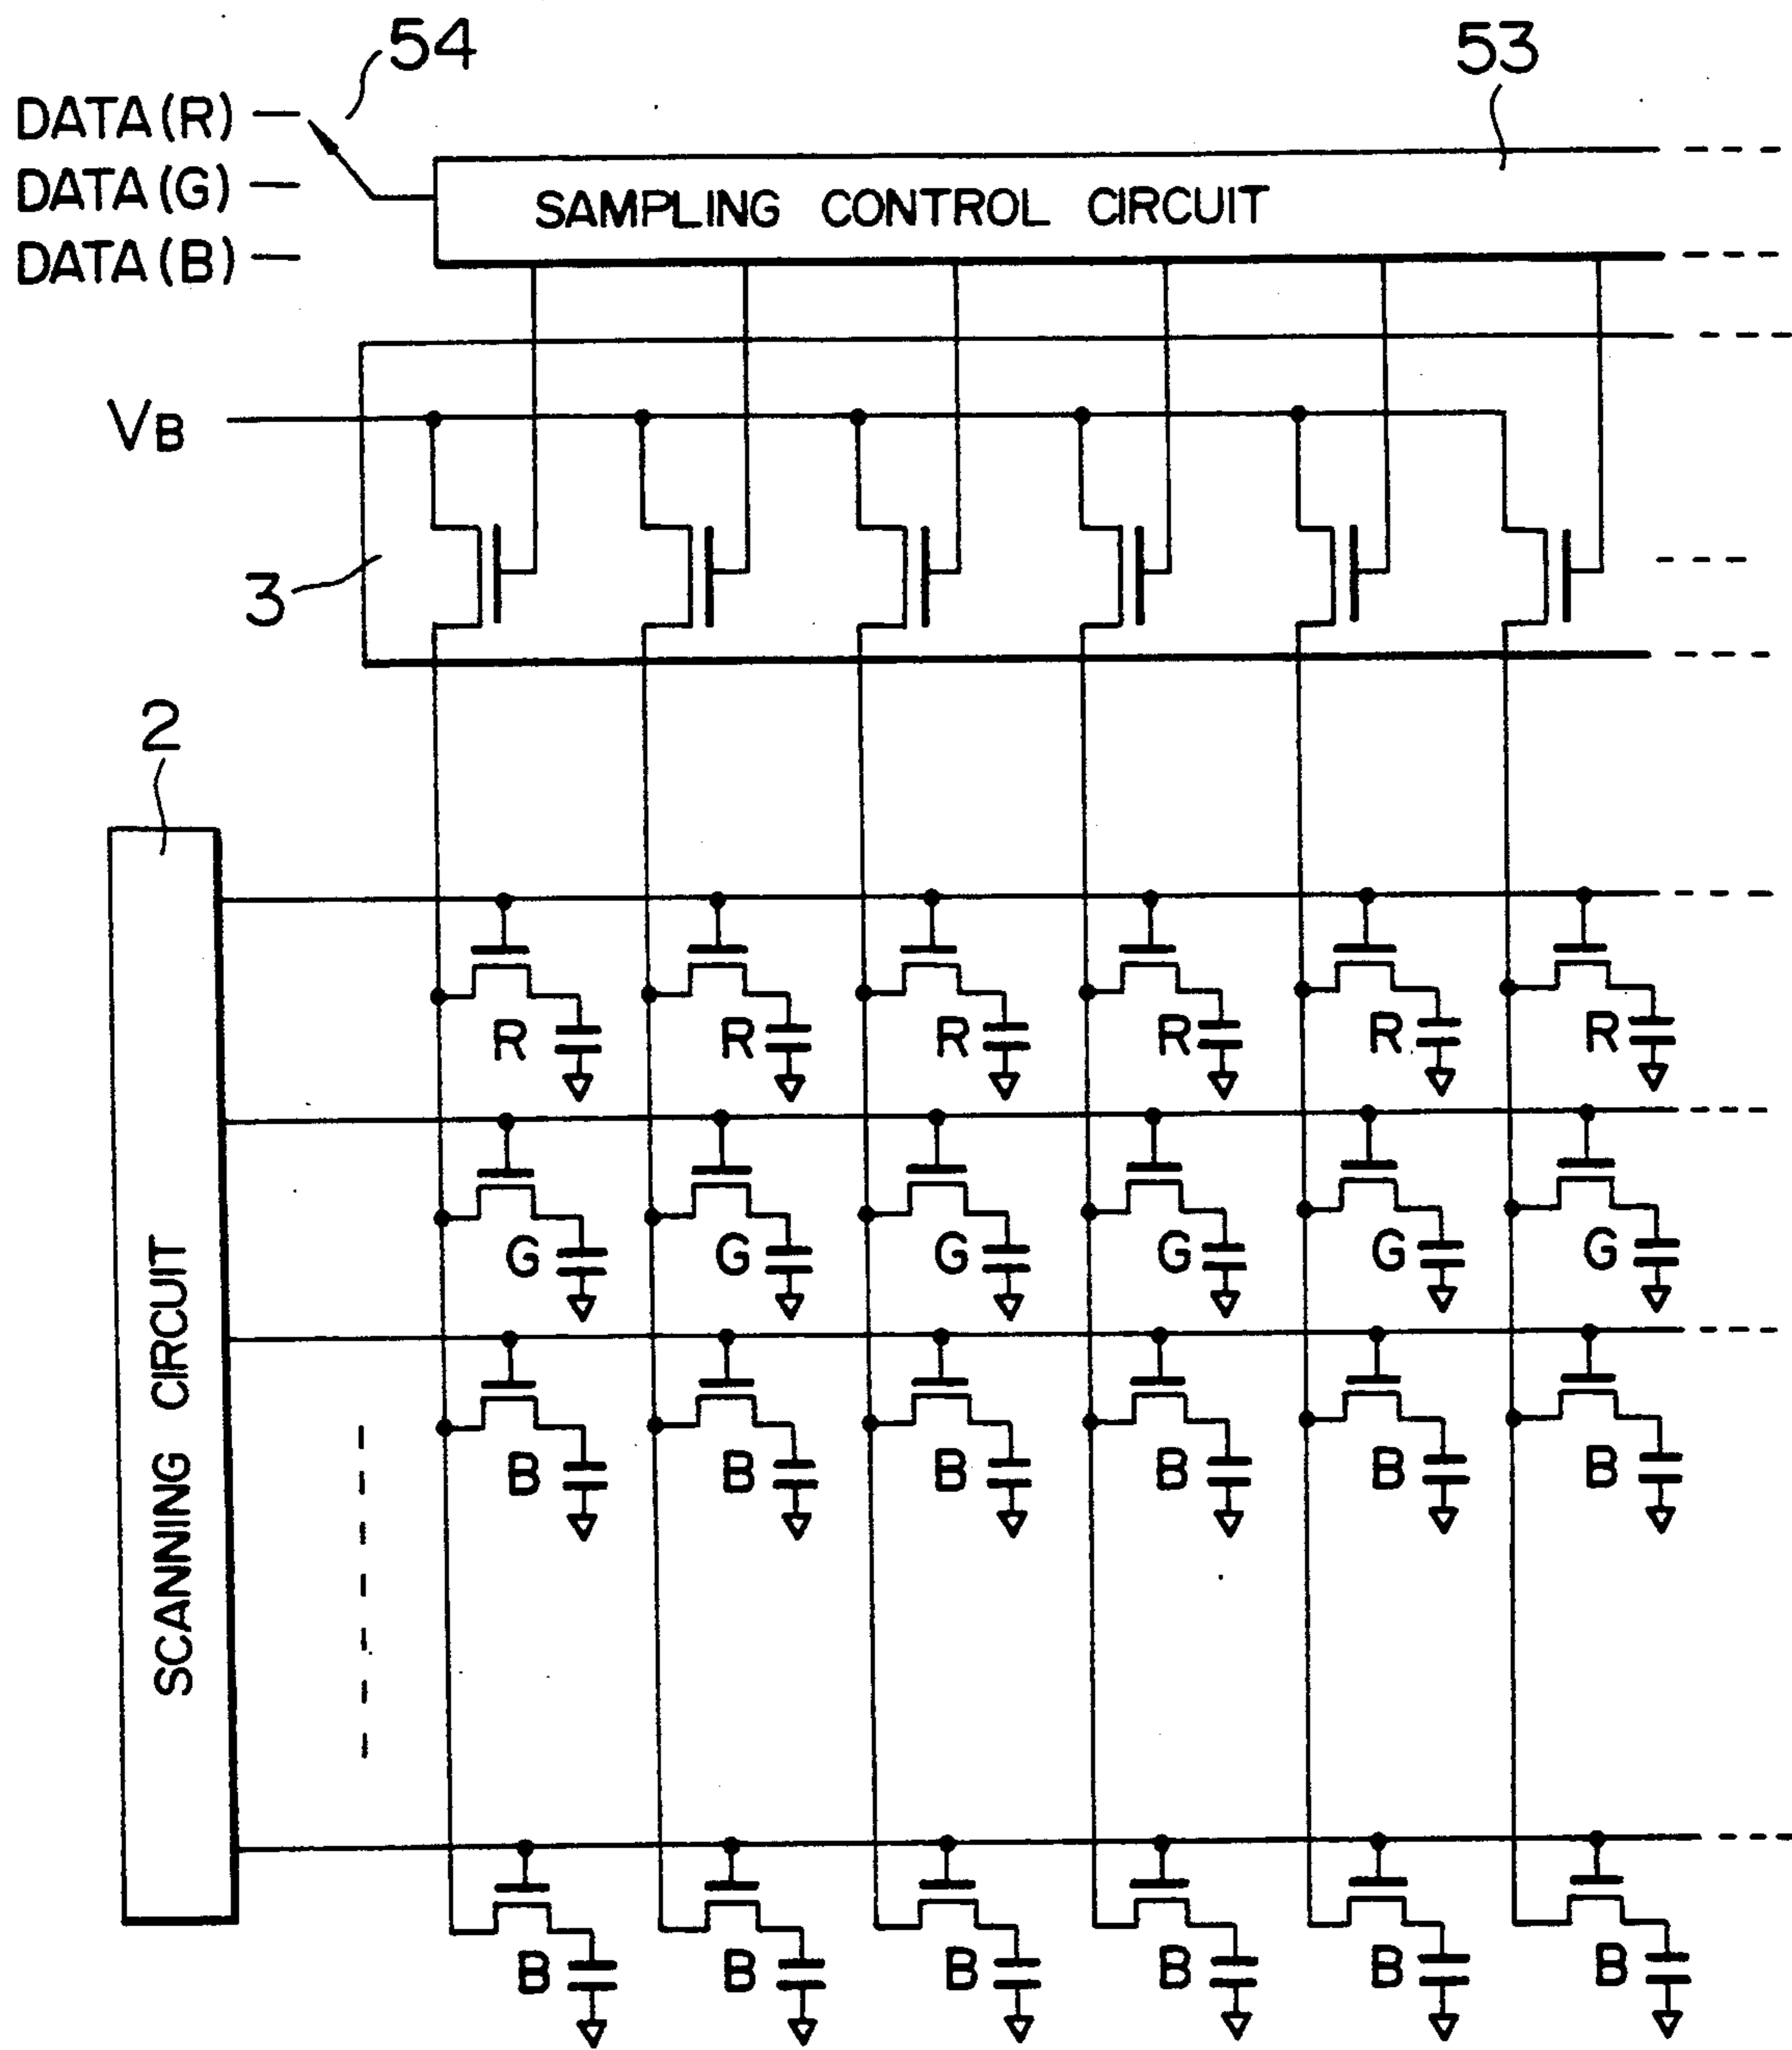 54
53
DATA(R)
DATA(G)
DATA(B)
SAMPLING CONTROL CIRCUIT
VB
3
2
SCANNING CIRCUIT
R R R R R R
G G G G G G
B B B B B B
B B B B B B